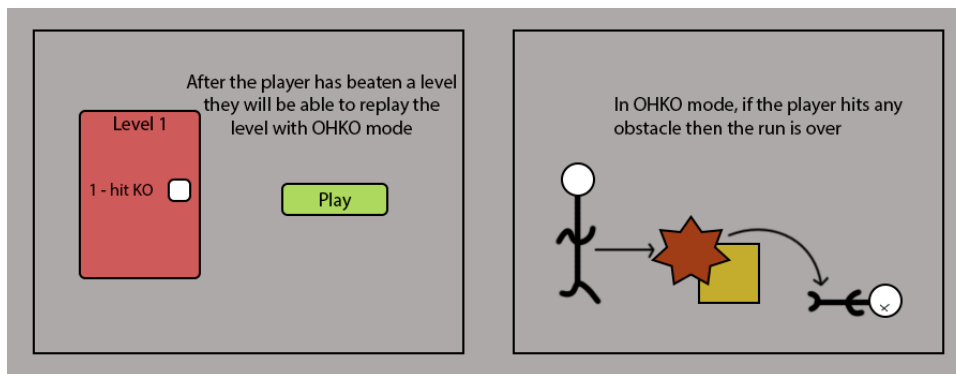 After the player has beaten a level
they will be able to replay the
level with OHKO mode
Level 1
1 - hit KO
Play
In OHKO mode, if the player hits any
obstacle then the run is over